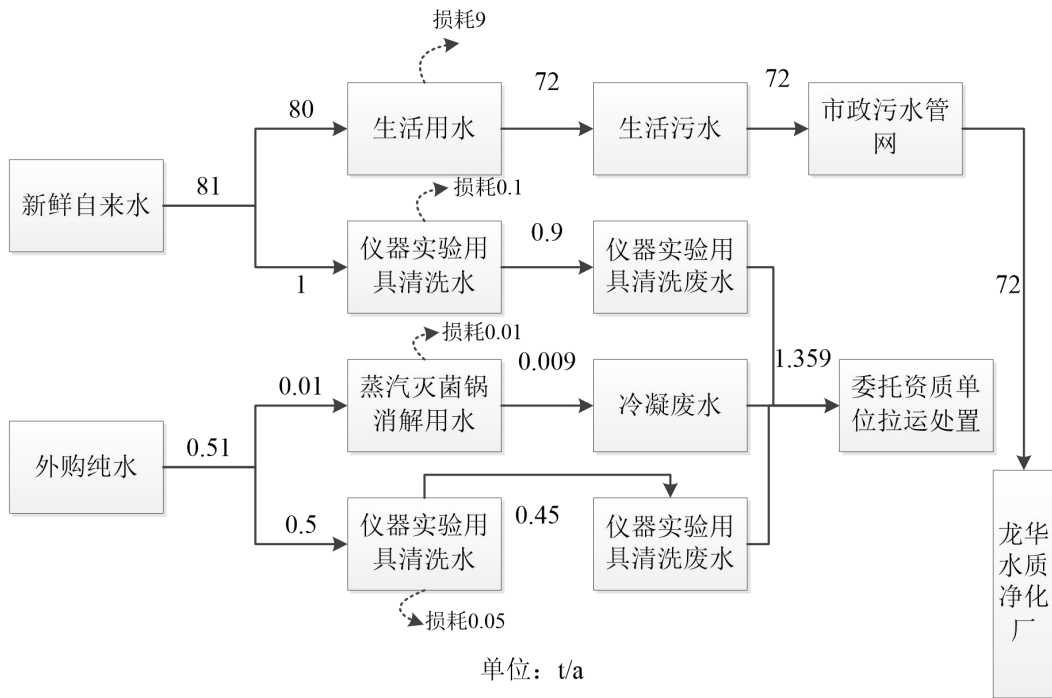 损耗9
80
生活用水
72
生活污水
72
市政污水管
网
新鲜自来水
81
损耗0.1
1
仪器实验用
具清洗水
0.9
仪器实验用
具清洗废水
72
损耗0.01
0.01
蒸汽灭菌锅
消解用水
0.009
冷凝废水
1.359
委托资质单
位拉运处置
外购纯水
0.51
0.5
仪器实验用
具清洗水
0.45
仪器实验用
具清洗废水
损耗0.05
龙华
水质
净化
厂
单位：t/a